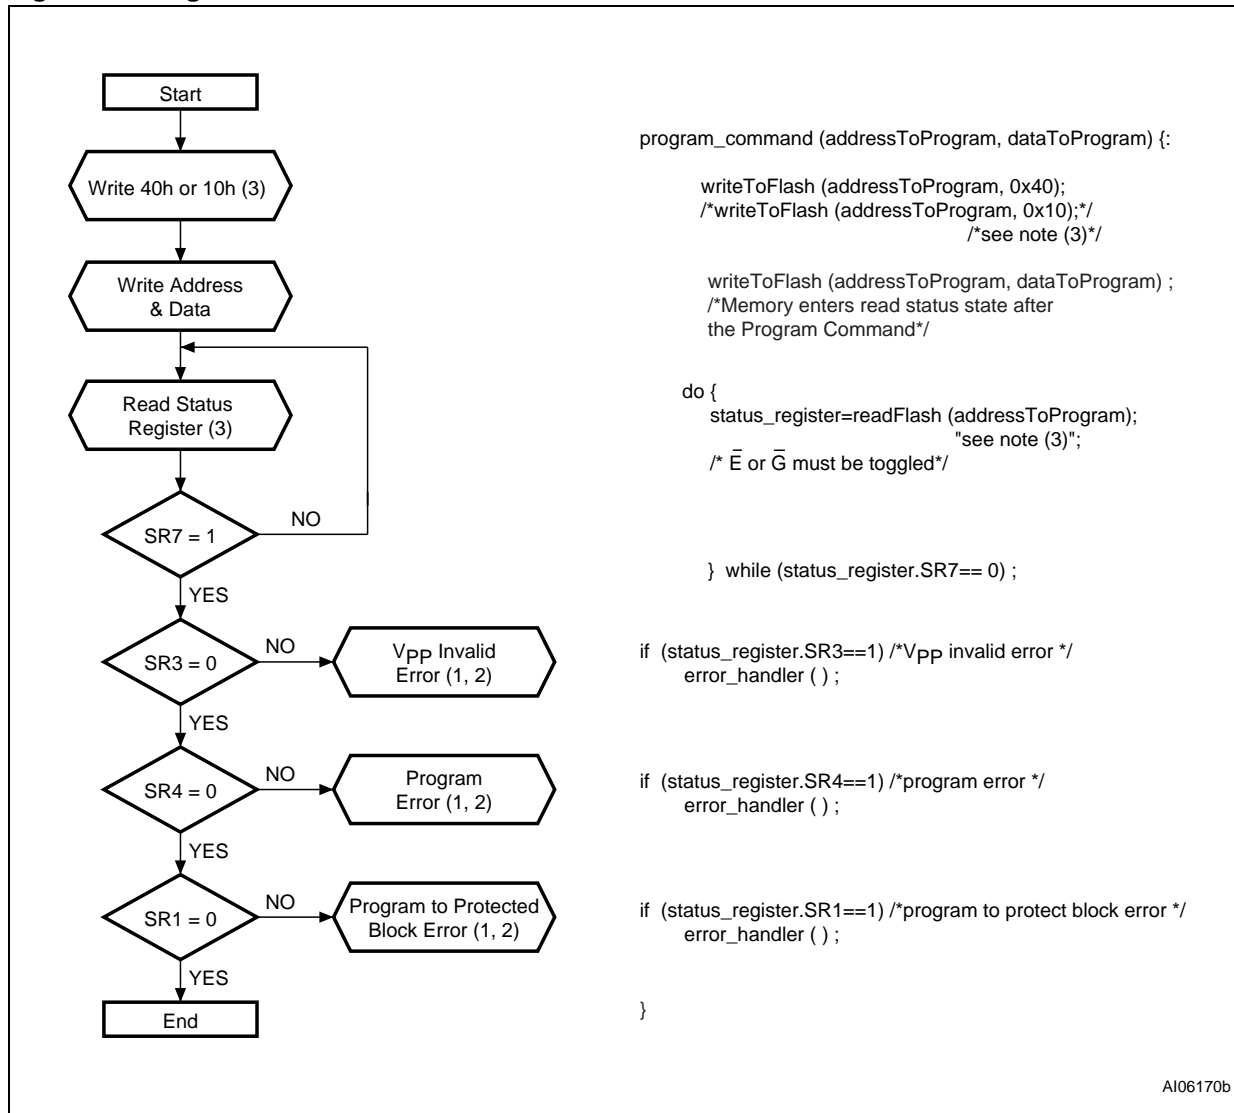 Start
Write 40h or 10h (3)
Write Address
& Data
Read Status
Register (3)
SR7 = 1
NO
YES
SR3 = 0
NO
VPP Invalid
Error (1, 2)
YES
SR4 = 0
NO
Program
Error (1, 2)
YES
SR1 = 0
NO
Program to Protected
Block Error (1, 2)
YES
End
program_command (addressToProgram, dataToProgram) {:
writeToFlash (addressToProgram, 0x40);
/*writeToFlash (addressToProgram, 0x10);*/
/*see note (3)*/
writeToFlash (addressToProgram, dataToProgram) ;
/*Memory enters read status state after
the Program Command*/
do {
status_register=readFlash (addressToProgram);
"see note (3)";
/* E̅ or G̅ must be toggled*/
} while (status_register.SR7== 0) ;
if (status_register.SR3==1) /*VPP invalid error */
error_handler ( ) ;
if (status_register.SR4==1) /*program error */
error_handler ( ) ;
if (status_register.SR1==1) /*program to protect block error */
error_handler ( ) ;
}
AI06170b